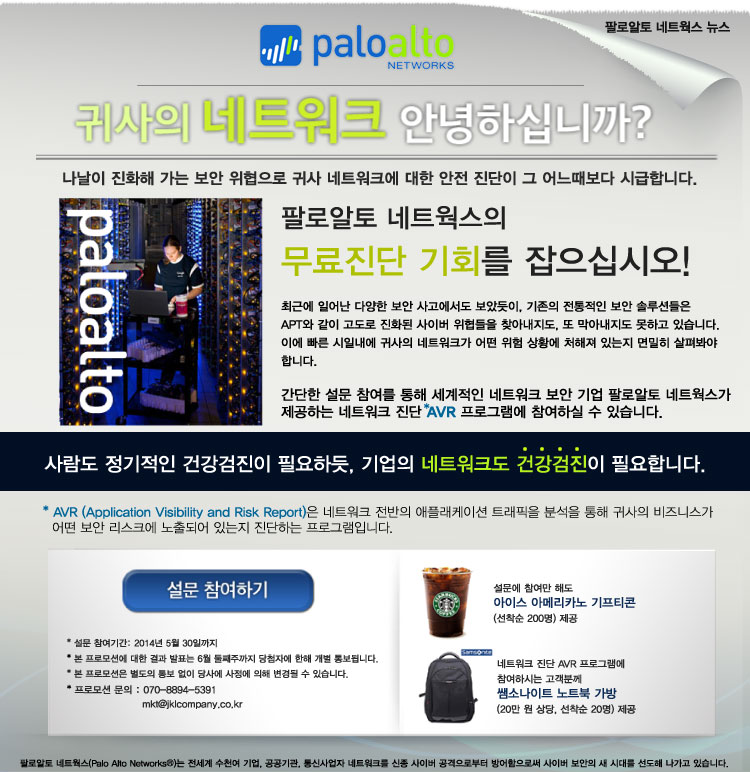 팔로알토 네트웍스 뉴스
paloalto
NETWORKS
귀사의 네트워크 안녕하십니까?
나날이 진화해 가는 보안 위협으로 귀사 네트워크에 대한 안전 진단이 그 어느때보다 시급합니다.
paloalto
팔로알토 네트웍스의
무료진단 기회를 잡으십시오!
최근에 일어난 다양한 보안 사고에서도 보았듯이, 기존의 전통적인 보안 솔루션들은
APT와 같이 고도로 진화된 사이버 위협들을 찾아내지도, 또 막아내지도 못하고 있습니다.
이에 빠른 시일내에 귀사의 네트워크가 어떤 위험 상황에 처해져 있는지 면밀히 살펴봐야
합니다.
간단한 설문 참여를 통해 세계적인 네트워크 보안 기업 팔로알토 네트웍스가
제공하는 네트워크 진단 *AVR 프로그램에 참여하실 수 있습니다.
사람도 정기적인 건강검진이 필요하듯, 기업의 네트워크도 건강검진이 필요합니다.
* AVR (Application Visibility and Risk Report)은 네트워크 전반의 애플래케이션 트래픽을 분석을 통해 귀사의 비즈니스가
어떤 보안 리스크에 노출되어 있는지 진단하는 프로그램입니다.
설문 참여하기
* 설문 참여기간: 2014년 5월 30일까지
* 본 프로모션에 대한 결과 발표는 6월 둘째주까지 당첨자에 한해 개별 통보됩니다.
* 본 프로모션은 별도의 통보 없이 당사에 사정에 의해 변경될 수 있습니다.
* 프로모션 문의 : 070-8894-5391
mkt@jklcompany.co.kr
STARBUCKS
설문에 참여만 해도
아이스 아메리카노 기프티콘
(선착순 200명) 제공
Samsonite
네트워크 진단 AVR 프로그램에
참여하시는 고객분께
쌤소나이트 노트북 가방
(20만 원 상당, 선착순 20명) 제공
팔로알토 네트웍스(Palo Alto Networks®)는 전세계 수천여 기업, 공공기관, 통신사업자 네트워크를 신종 사이버 공격으로부터 방어함으로써 사이버 보안의 새 시대를 선도해 나가고 있습니다.